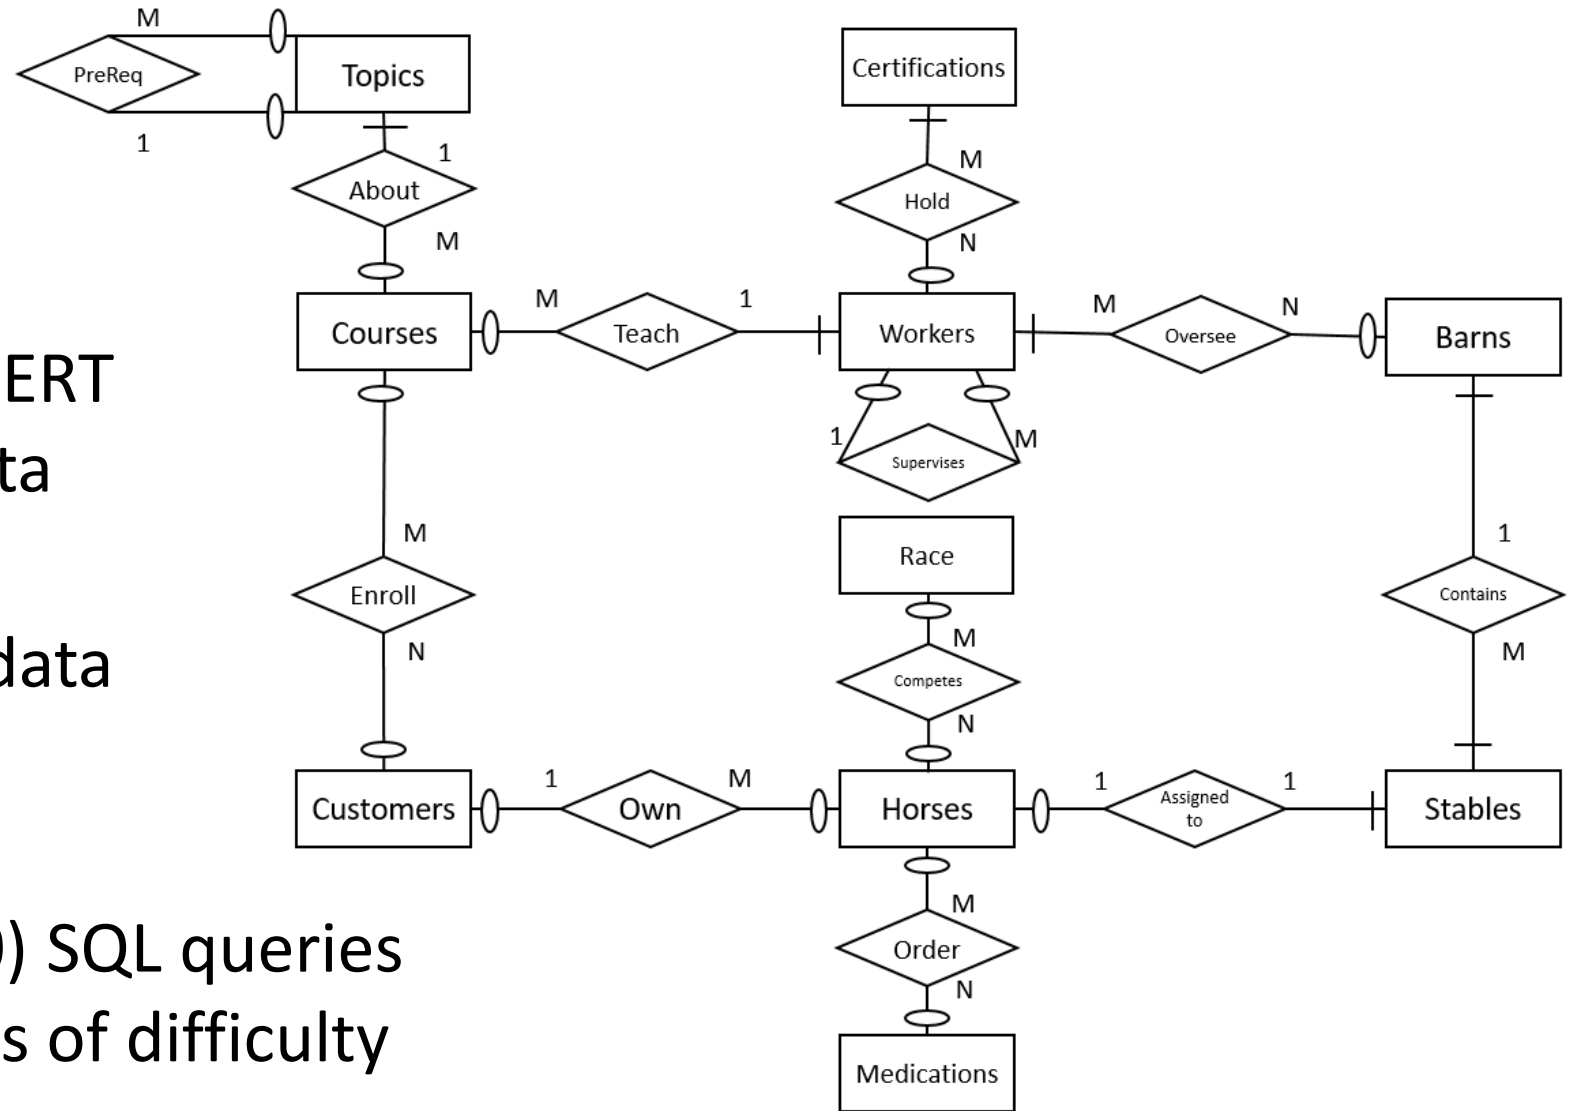 M
PreReq
Topics
1
1
About
M
Certifications
M
Hold
N
Courses
M
Teach
1
Workers
M
Oversee
N
Barns
1
M
Supervises
ERT
ta
data
0) SQL queries
s of difficulty
M
Enroll
N
Race
M
Competes
N
1
Contains
M
Customers
1
Own
M
Horses
1
Assigned
to
1
Stables
M
Order
N
Medications